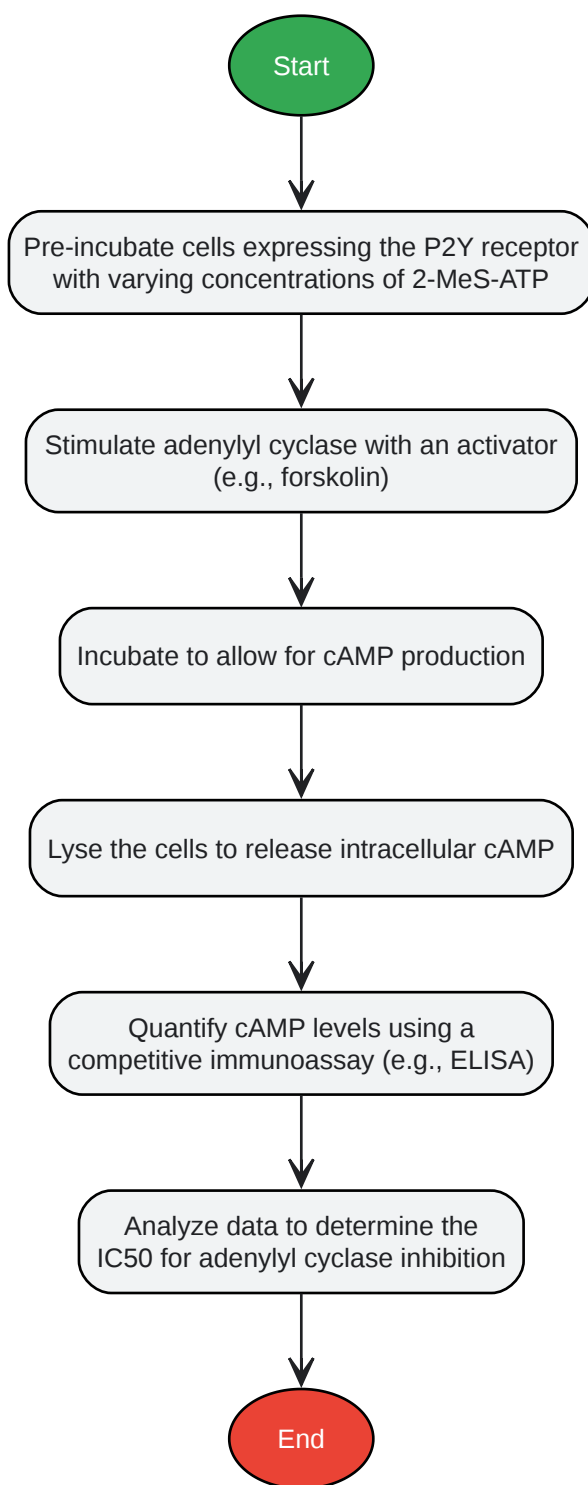 Start
Pre-incubate cells expressing the P2Y receptor
with varying concentrations of 2-MeS-ATP
Stimulate adenylyl cyclase with an activator
(e.g., forskolin)
Incubate to allow for cAMP production
Lyse the cells to release intracellular cAMP
Quantify cAMP levels using a
competitive immunoassay (e.g., ELISA)
Analyze data to determine the
IC50 for adenylyl cyclase inhibition
End